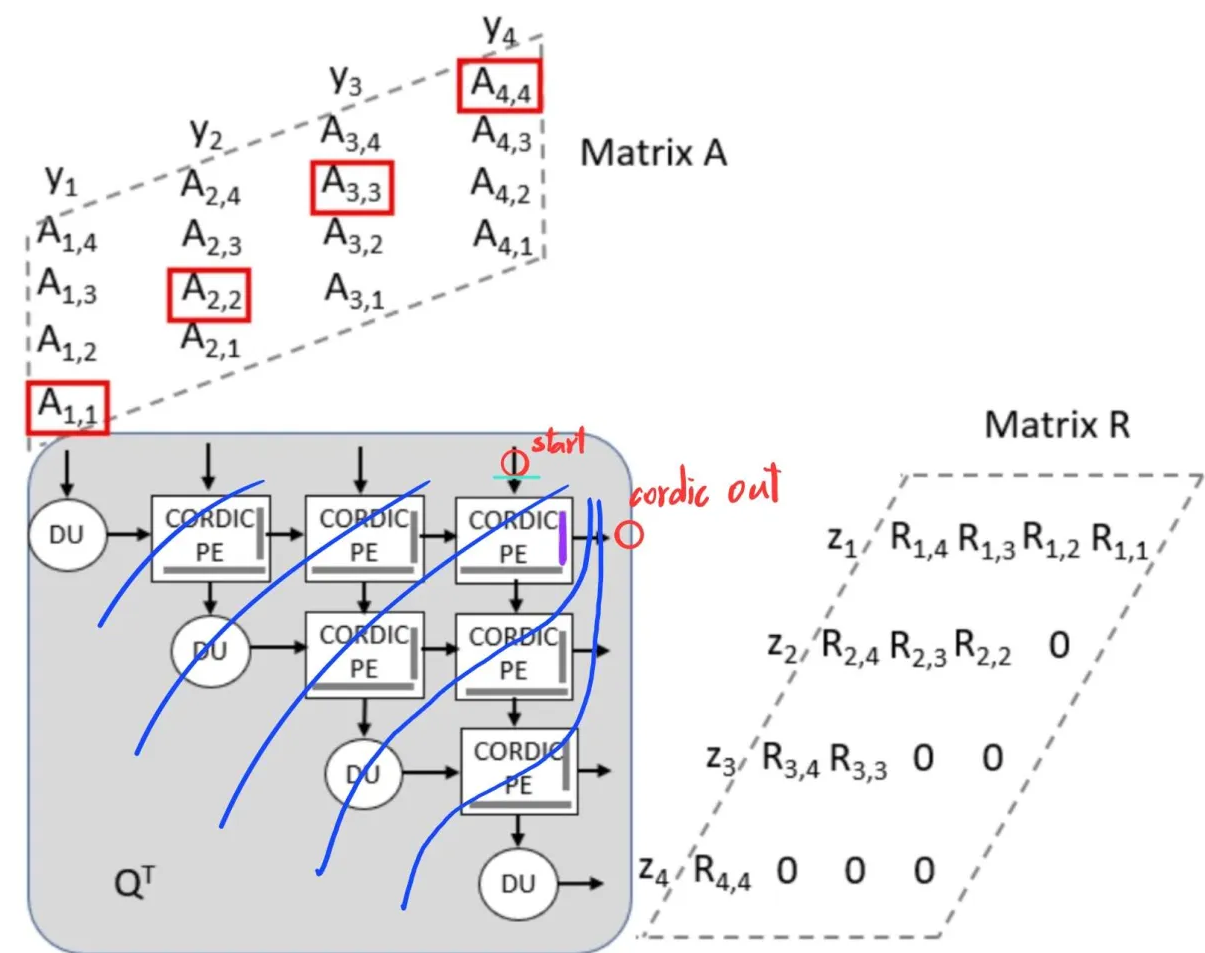 y4
y3
A4,4
y2
A3,4
A4,3
Matrix A
y1
A2,4
A3,3
A4,2
A1,4
A2,3
A3,2
A4,1
A1,3
A2,2
A3,1
A1,2
A2,1
A1,1
Matrix R
start
cordic out
DU
CORDIC PE
CORDIC PE
CORDIC PE
z1 R1,4 R1,3 R1,2 R1,1
DU
CORDIC PE
CORDIC PE
z2 R2,4 R2,3 R2,2 0
DU
CORDIC PE
z3 R3,4 R3,3 0 0
QT
DU
z4 R4,4 0 0 0